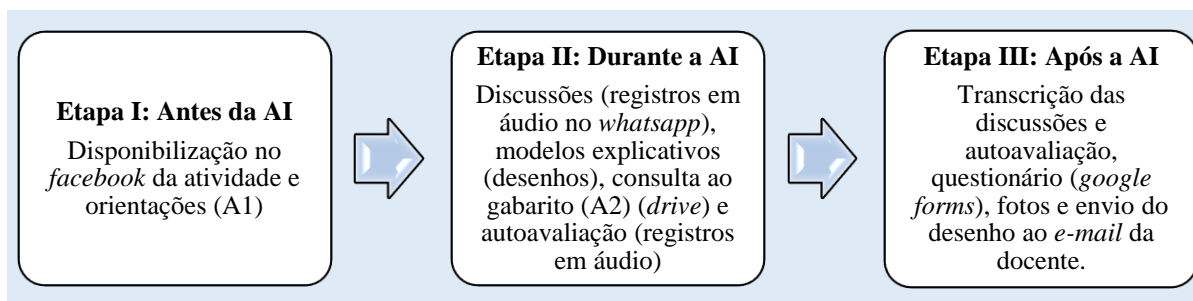 Etapa I: Antes da AI
Disponibilização no
facebook da atividade e
orientações (A1)
Etapa II: Durante a AI
Discussões (registros em
áudio no whatsapp),
modelos explicativos
(desenhos), consulta ao
gabarito (A2) (drive) e
autoavaliação (registros
em áudio)
Etapa III: Após a AI
Transcrição das
discussões e
autoavaliação,
questionário (google
forms), fotos e envio do
desenho ao e-mail da
docente.